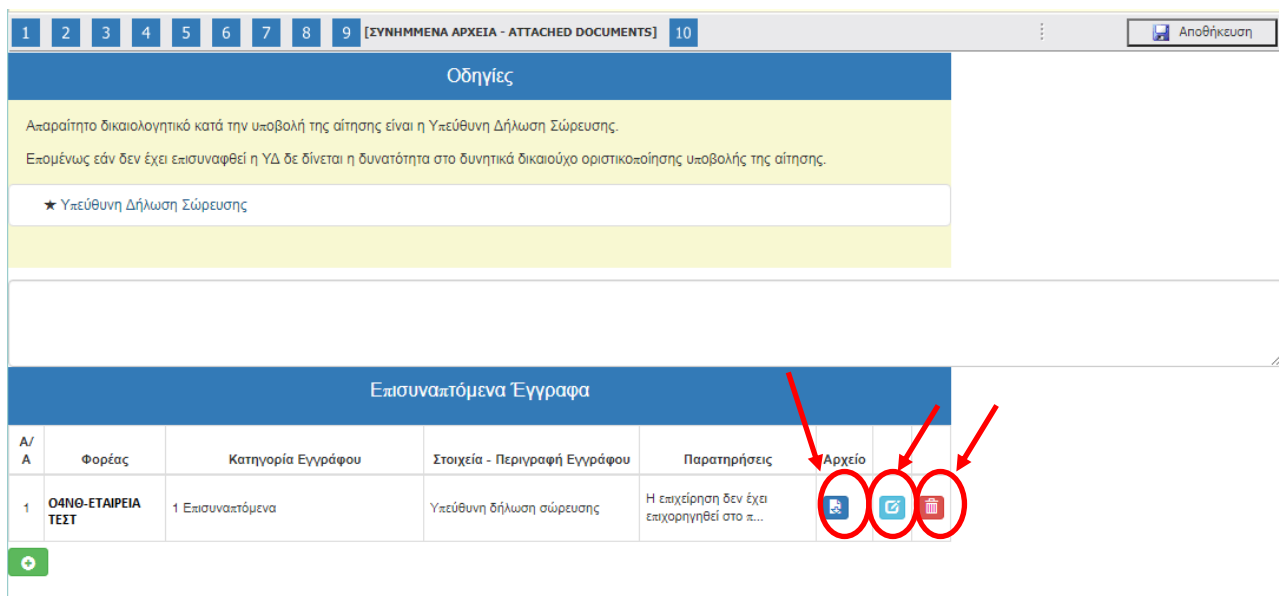 1 2 3 4 5 6 7 8 9 [ΣΥΝΗΜΜΕΝΑ ΑΡΧΕΙΑ - ATTACHED DOCUMENTS] 10 Αποθήκευση
Οδηγίες
Απαραίτητο δικαιολογητικό κατά την υποβολή της αίτησης είναι η Υπεύθυνη Δήλωση Σώρευσης.
Επομένως εάν δεν έχει επισυναφθεί η ΥΔ δε δίνεται η δυνατότητα στο δυνητικά δικαιούχο οριστικοποίησης υποβολής της αίτησης.
★ Υπεύθυνη Δήλωση Σώρευσης
Επισυναπτόμενα Έγγραφα
Α/
Α Φορέας Κατηγορία Εγγράφου Στοιχεία - Περιγραφή Εγγράφου Παρατηρήσεις Αρχείο
1 Ο4ΝΘ-ΕΤΑΙΡΕΙΑ ΤΕΣΤ 1 Επισυναπτόμενα Υπεύθυνη δήλωση σώρευσης Η επιχείρηση δεν έχει
επιχορηγηθεί στο π...